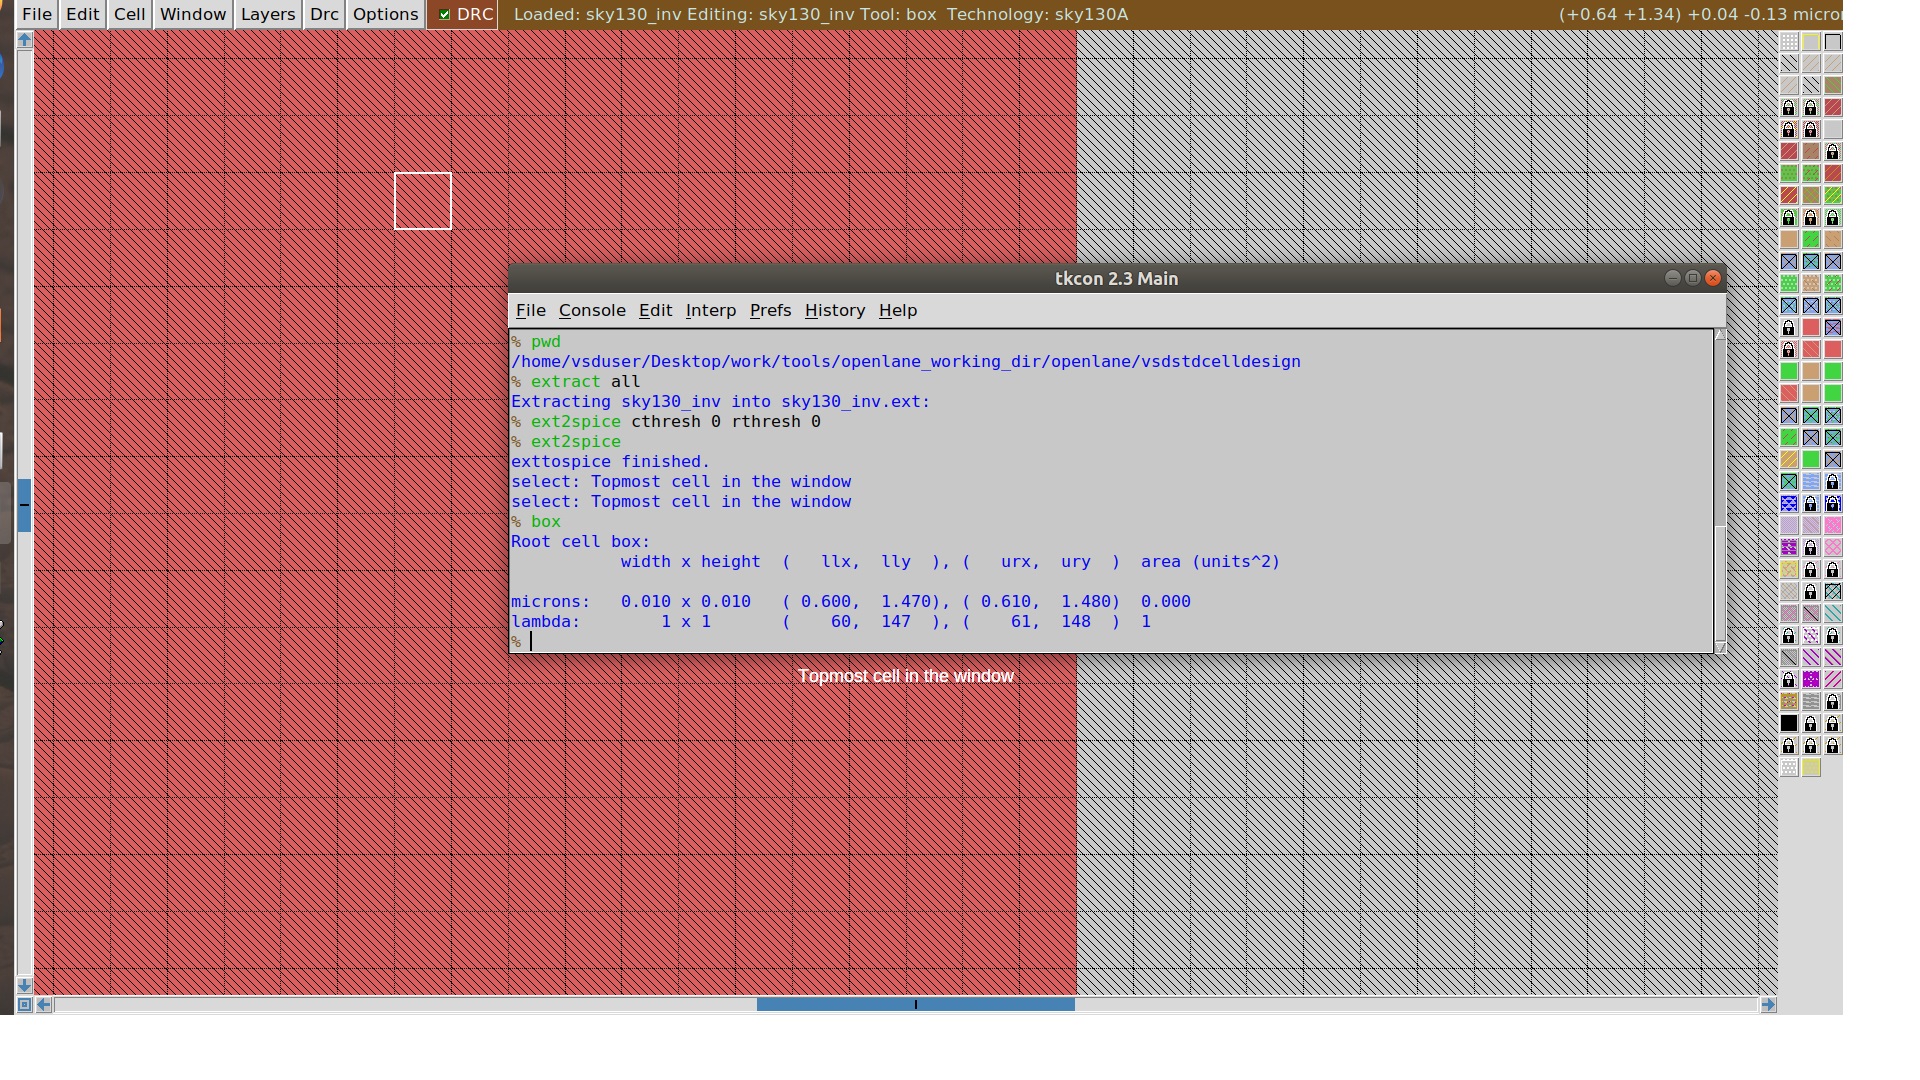 File Edit Cell Window Layers Drc Options DRC Loaded: sky130_inv Editing: sky130_inv Tool: box Technology: sky130A (+0.64 +1.34) +0.04 -0.13 micror
tkcon 2.3 Main
File Console Edit Interp Prefs History Help
% pwd
/home/vsduser/Desktop/work/tools/openlane_working_dir/openlane/vsdstdcelldesign
% extract all
Extracting sky130_inv into sky130_inv.ext:
% ext2spice cthresh 0 rthresh 0
% ext2spice
exttospice finished.
select: Topmost cell in the window
select: Topmost cell in the window
% box
Root cell box:
width x height ( llx, lly ), ( urx, ury ) area (units^2)
microns: 0.010 x 0.010 ( 0.600, 1.470), ( 0.610, 1.480) 0.000
lambda: 1 x 1 ( 60, 147 ), ( 61, 148 ) 1
%
Topmost cell in the window